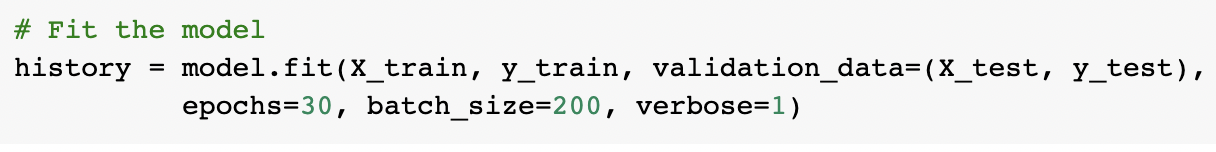 # Fit the model
history = model.fit(X_train, y_train, validation_data=(X_test, y_test),
epochs=30, batch_size=200, verbose=1)